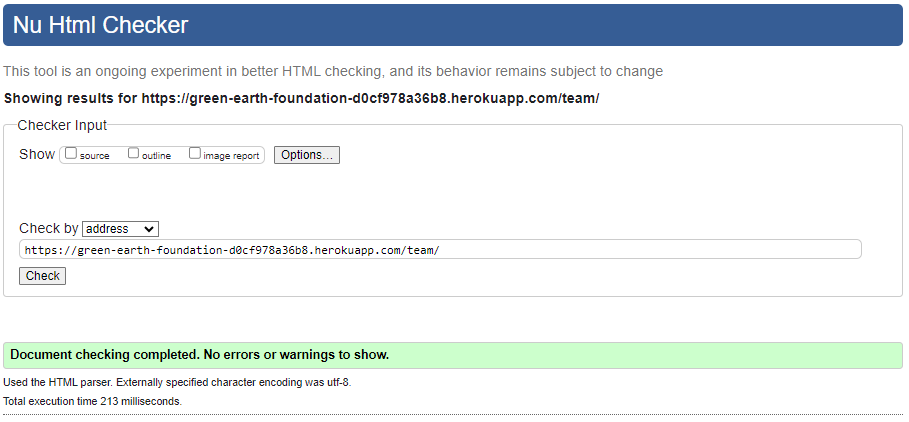 Nu Html Checker
This tool is an ongoing experiment in better HTML checking, and its behavior remains subject to change
Showing results for https://green-earth-foundation-d0cf978a36b8.herokuapp.com/team/
Checker Input
Show source outline image report Options...
Check by address
https://green-earth-foundation-d0cf978a36b8.herokuapp.com/team/
Check
Document checking completed. No errors or warnings to show.
Used the HTML parser. Externally specified character encoding was utf-8.
Total execution time 213 milliseconds.